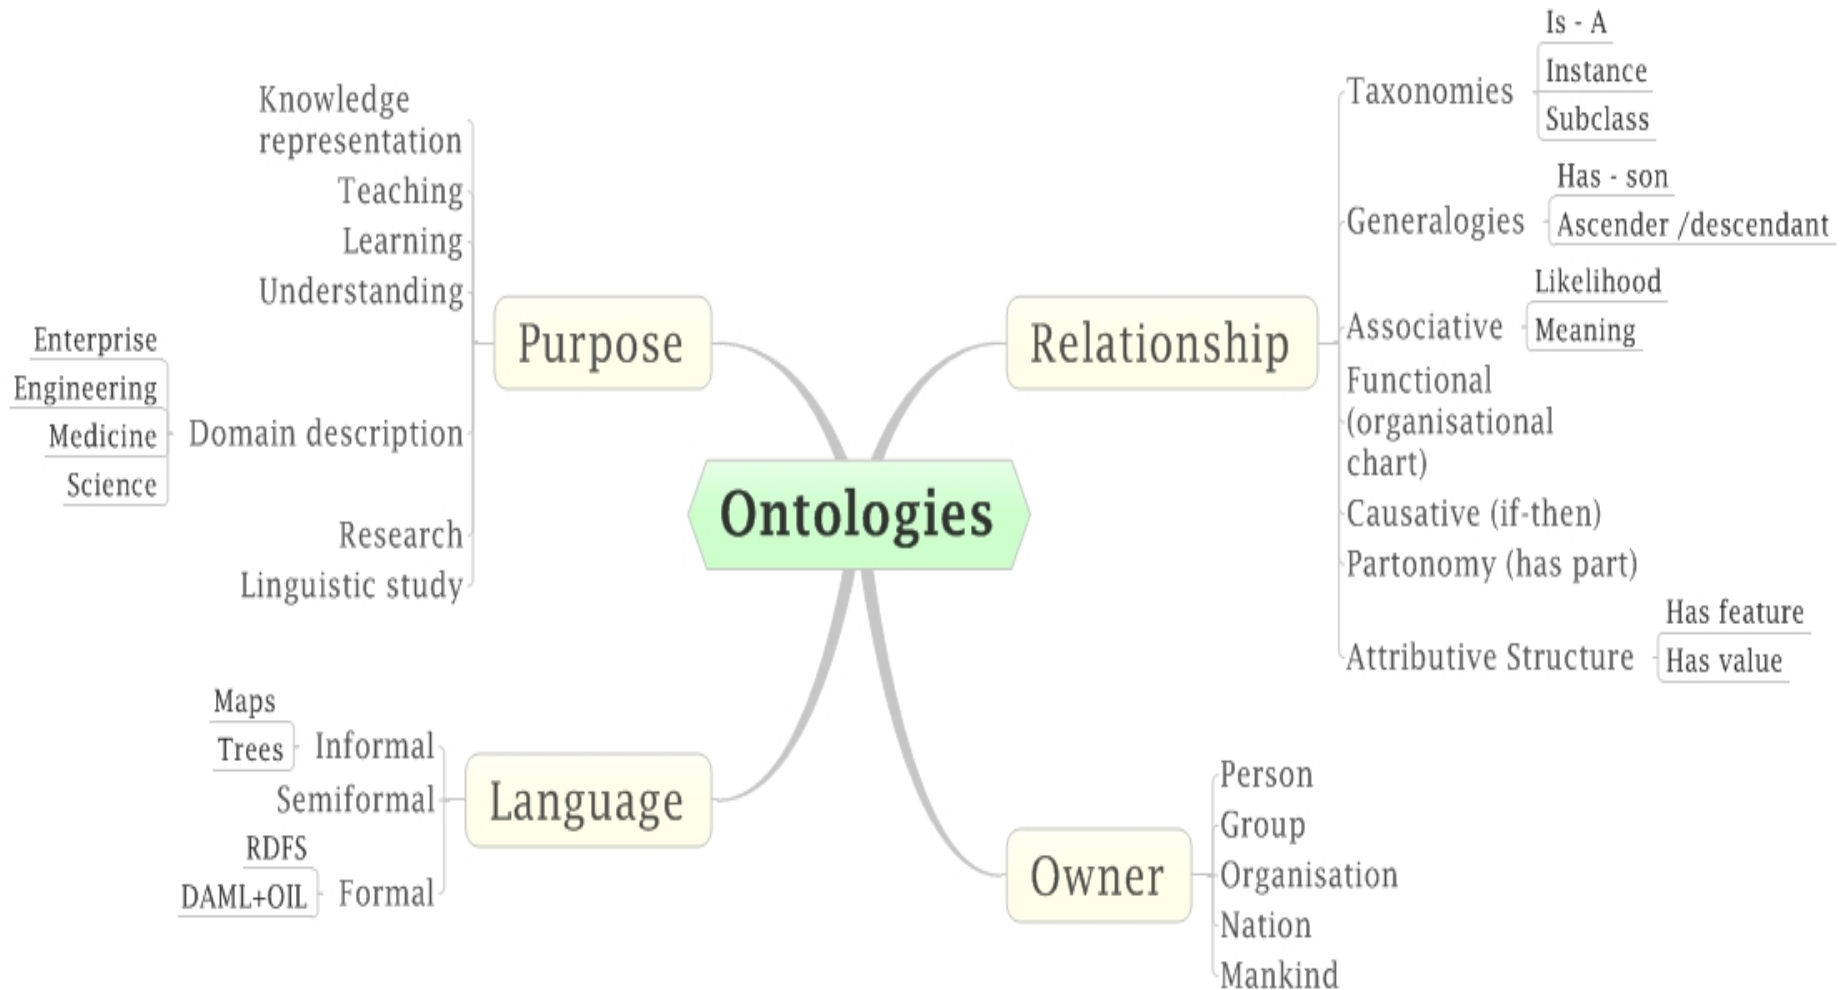 Ontologies
Purpose
Knowledge
representation
Teaching
Learning
Understanding
Domain description
Enterprise
Engineering
Medicine
Science
Research
Linguistic study
Relationship
Taxonomies
Is - A
Instance
Subclass
Generalogies
Has - son
Ascender /descendant
Associative
Likelihood
Meaning
Functional
(organisational
chart)
Causative (if-then)
Partonomy (has part)
Attributive Structure
Has feature
Has value
Language
Informal
Maps
Trees
Semiformal
Formal
RDFS
DAML+OIL
Owner
Person
Group
Organisation
Nation
Mankind